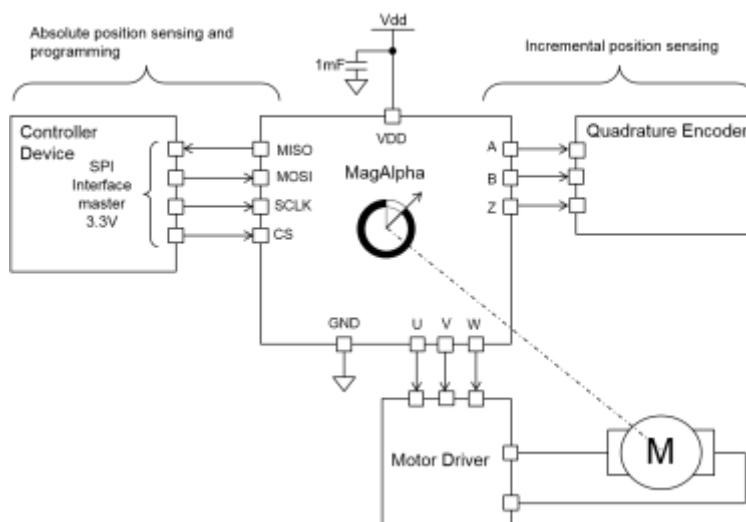 Absolute position sensing and
programming
Vdd
1mF
Incremental position sensing
Controller
Device
SPI
Interface
master
3.3V
MISO
MOSI
SCLK
CS
VDD
MagAlpha
A
B
Z
Quadrature Encoder
GND
U
V
W
Motor Driver
M